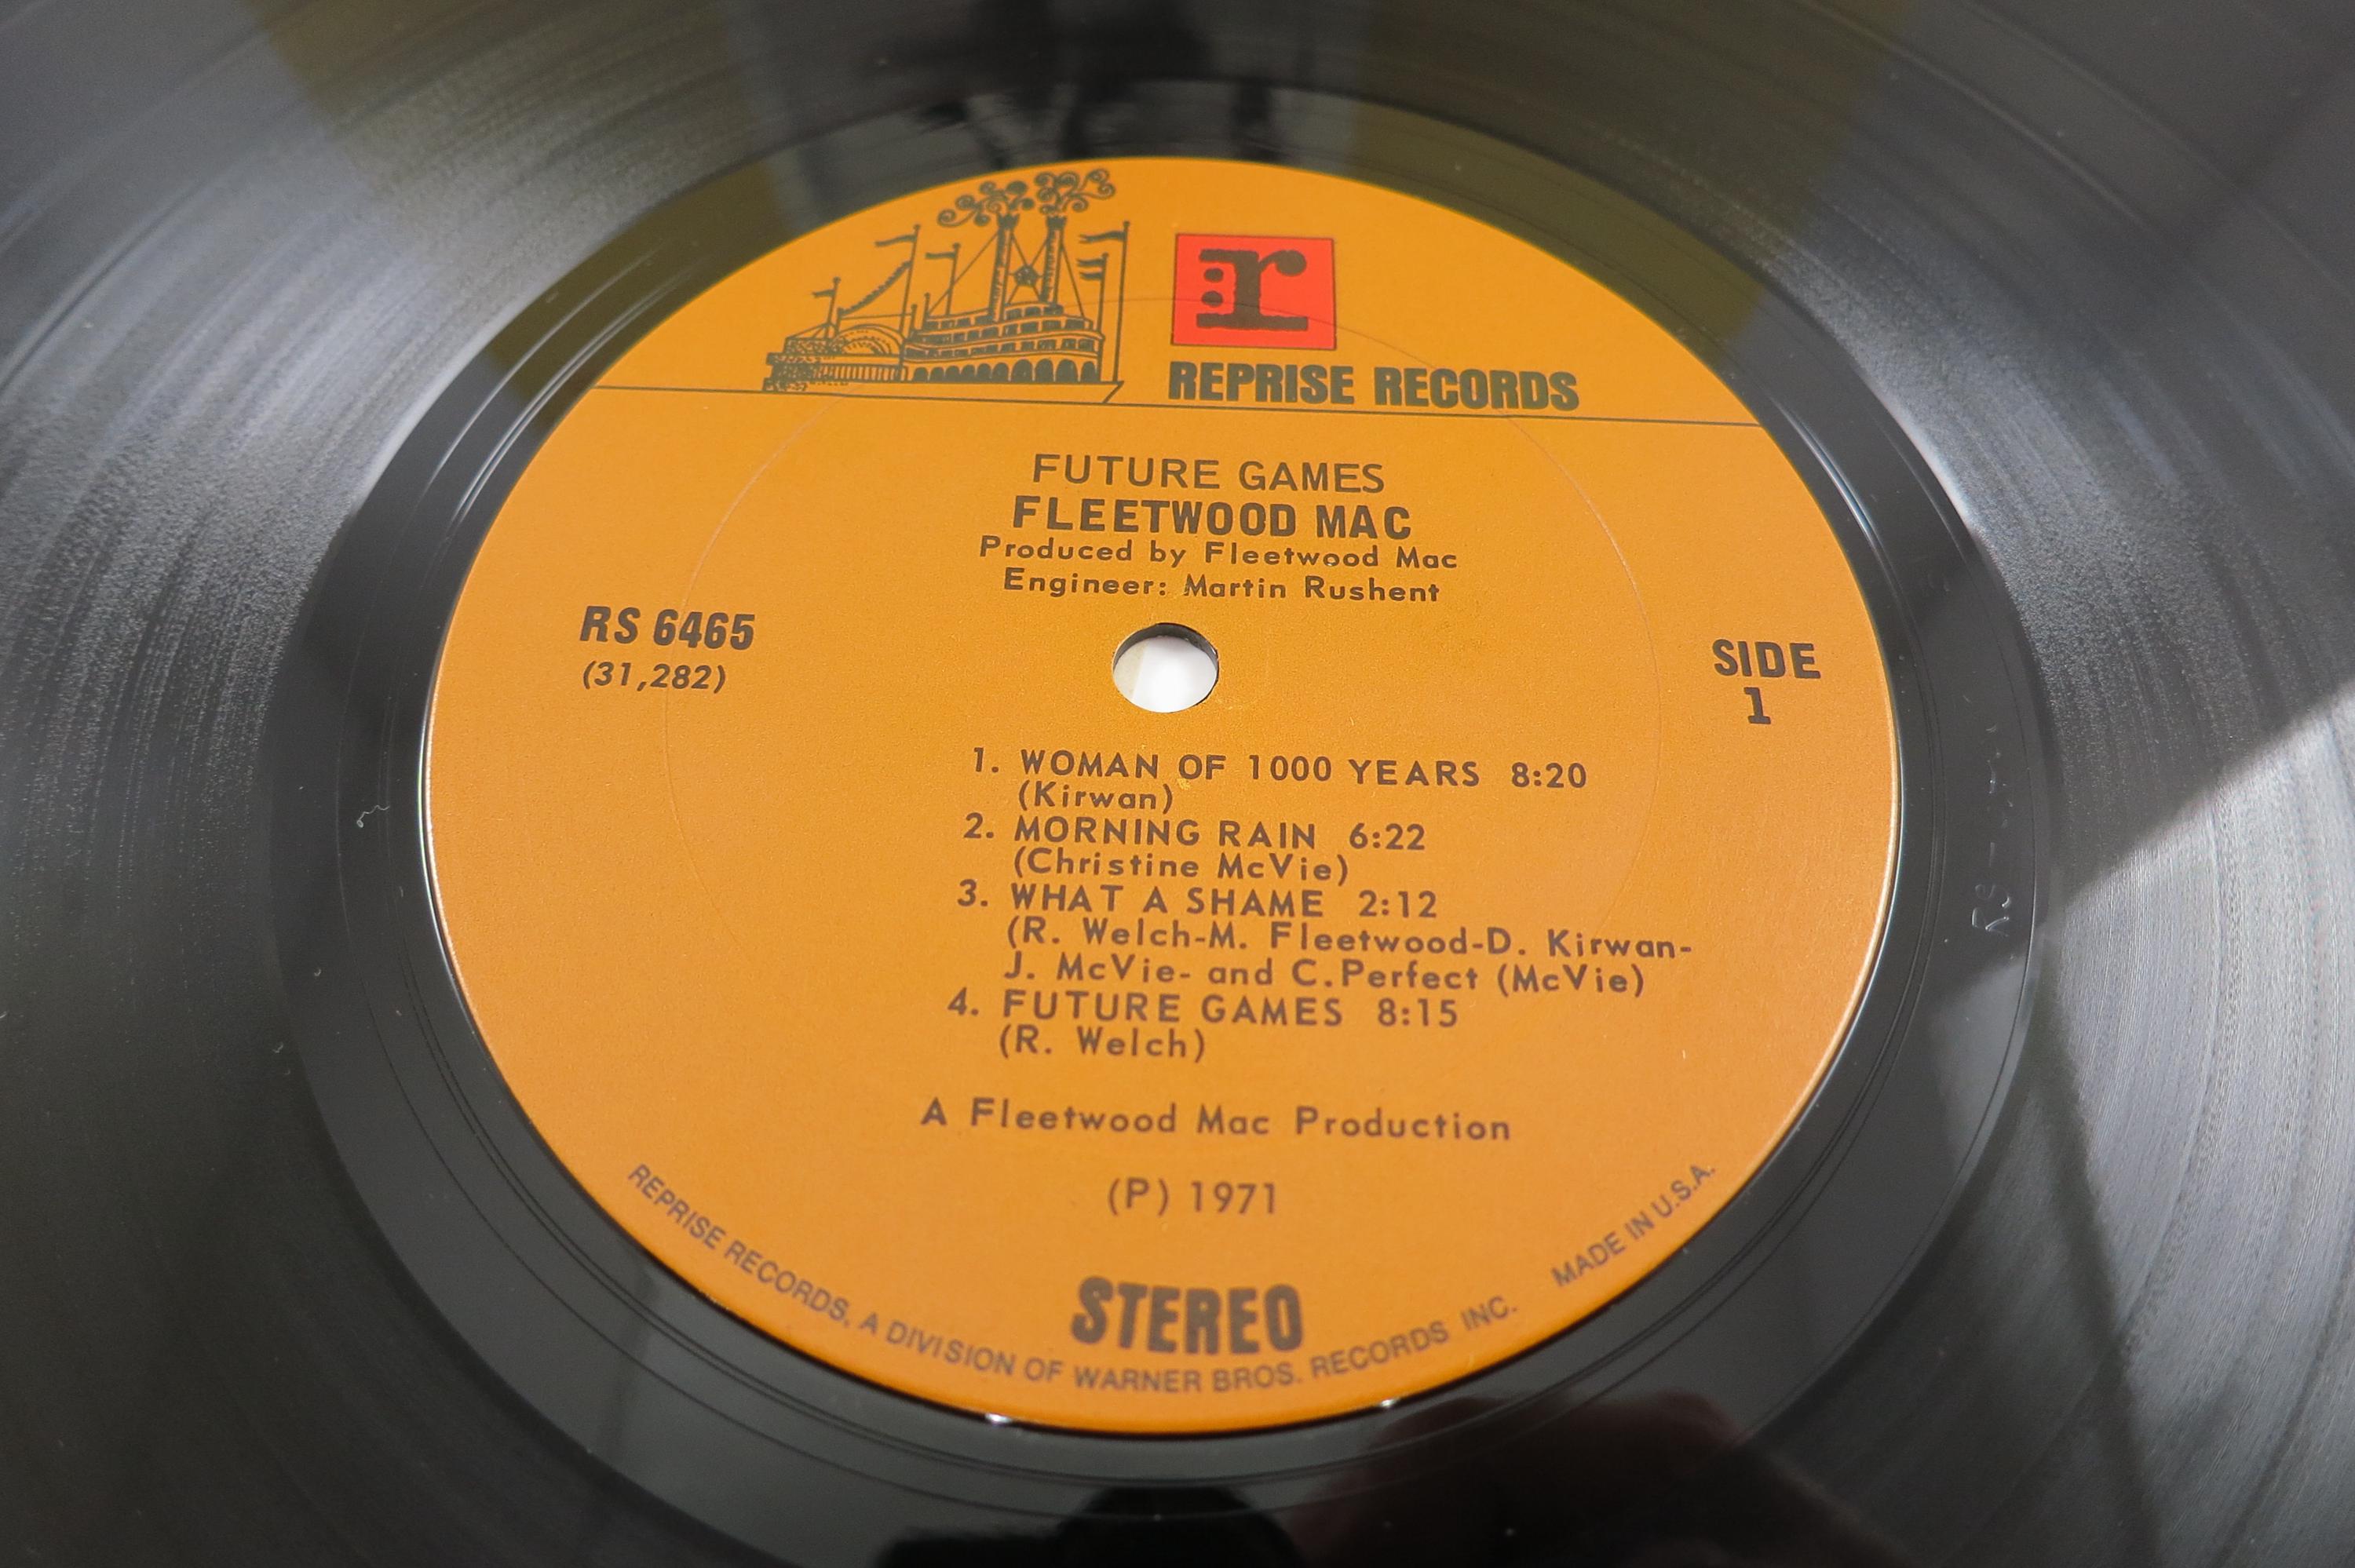 r:
REPRISE RECORDS
FUTURE GAMES
FLEETWOOD MAC
Produced by Fleetwood Mac
Engineer: Martin Rushent
RS 6465
(31,282)
SIDE
1
1. WOMAN OF 1000 YEARS 8:20
(Kirwan)
2. MORNING RAIN 6:22
(Christine McVie)
3. WHAT A SHAME 2:12
(R. Welch-M. Fleetwood-D. Kirwan-
J. McVie- and C.Perfect (McVie)
4. FUTURE GAMES 8:15
(R. Welch)
A Fleetwood Mac Production
(P) 1971
STEREO
REPRISE RECORDS, A DIVISION OF WARNER BROS. RECORDS INC. MADE IN U.S.A.